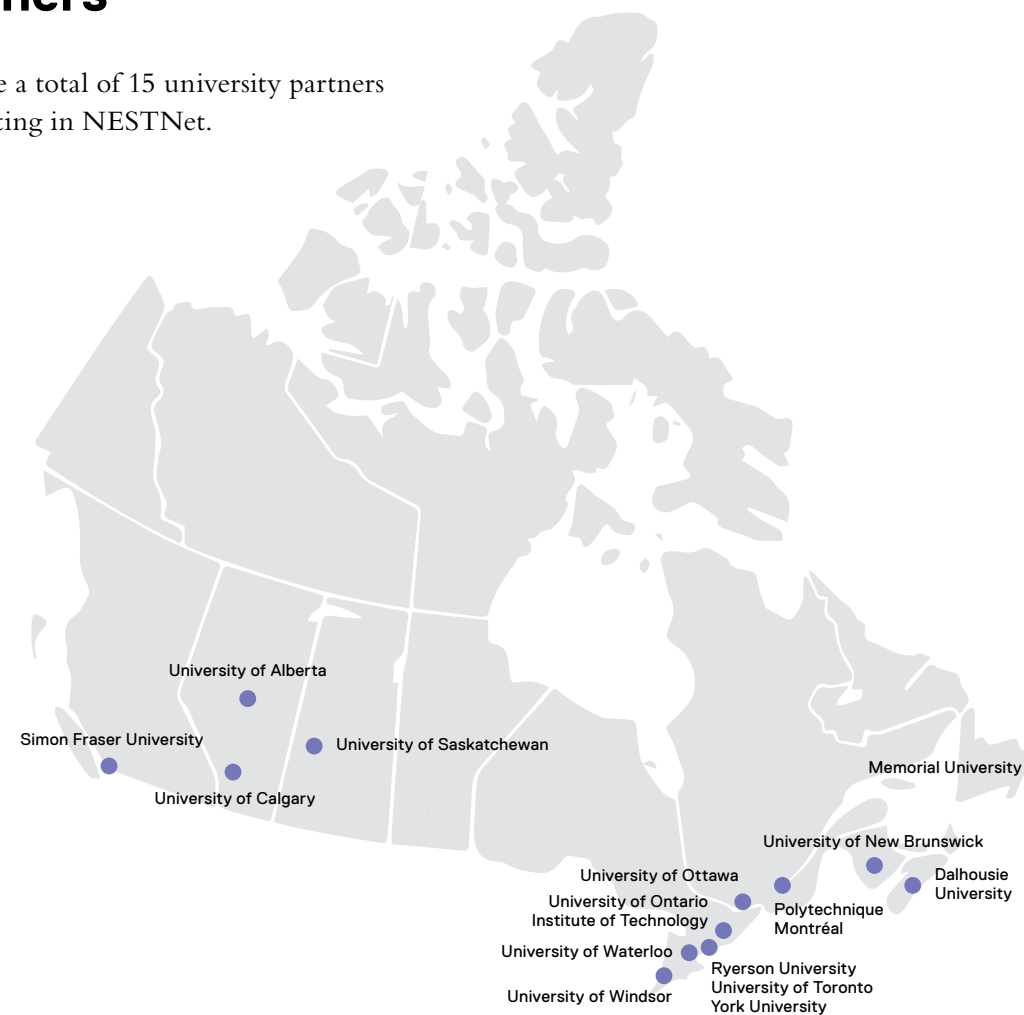 e a total of 15 university partners
ting in NESTNet.
University of Alberta
Simon Fraser University
University of Saskatchewan
University of Calgary
Memorial University
University of New Brunswick
University of Ottawa
Dalhousie
University
University of Ontario
Institute of Technology
Polytechnique
Montréal
University of Waterloo
Ryerson University
University of Toronto
York University
University of Windsor